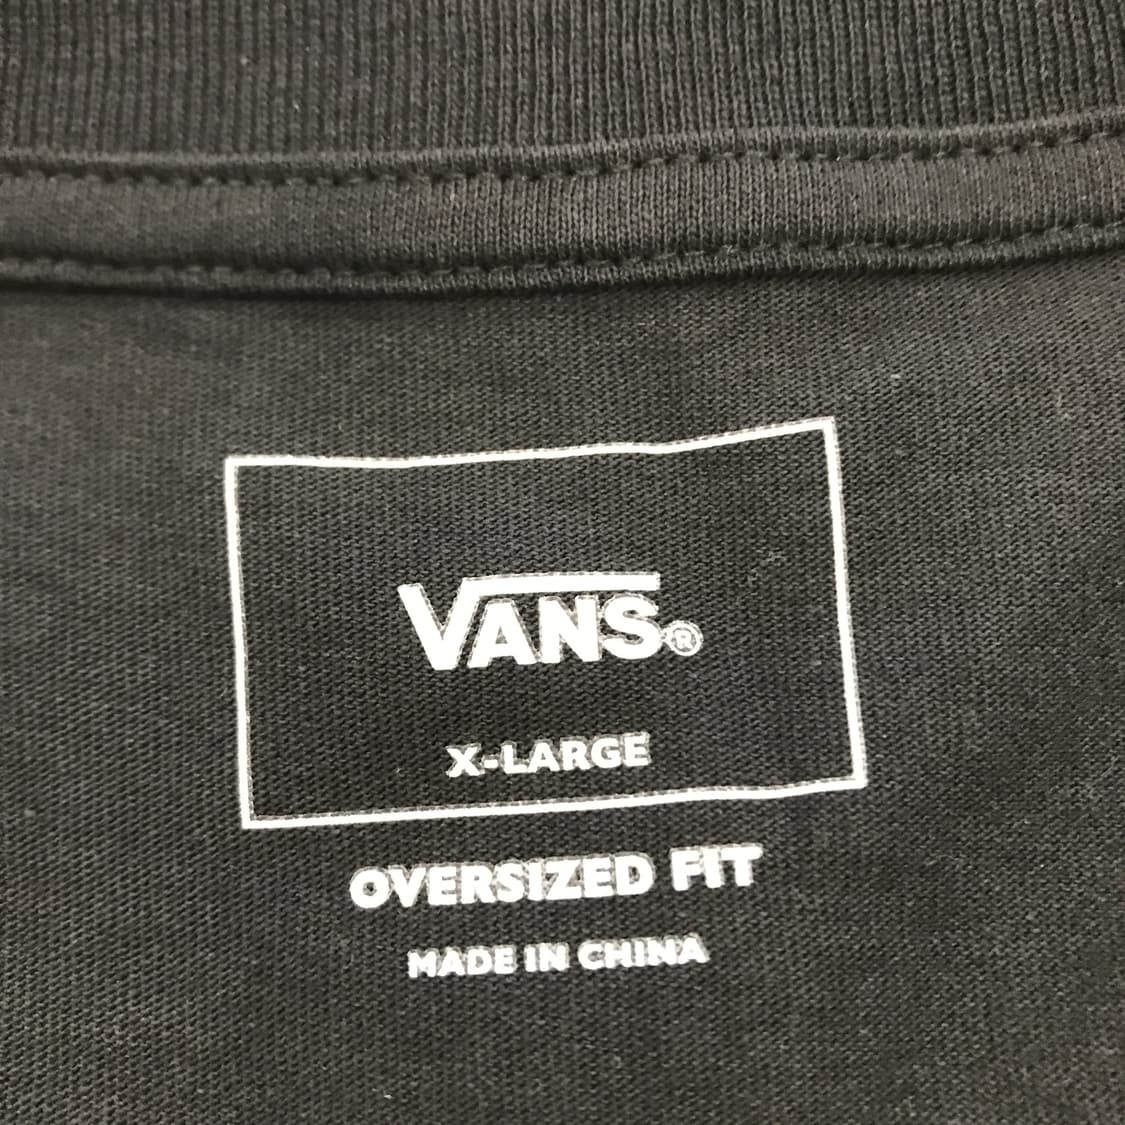 VANS®
X-LARGE
OVERSIZED FIT
MADE IN CHINA